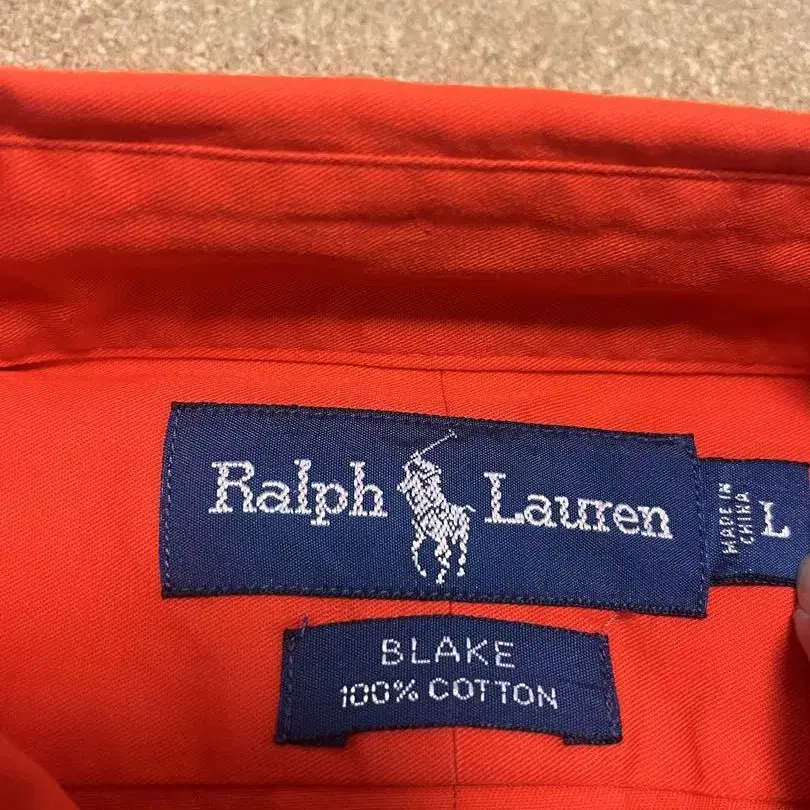 Ralph Lauren
MADE IN
CHINA
L
BLAKE
100% COTTON